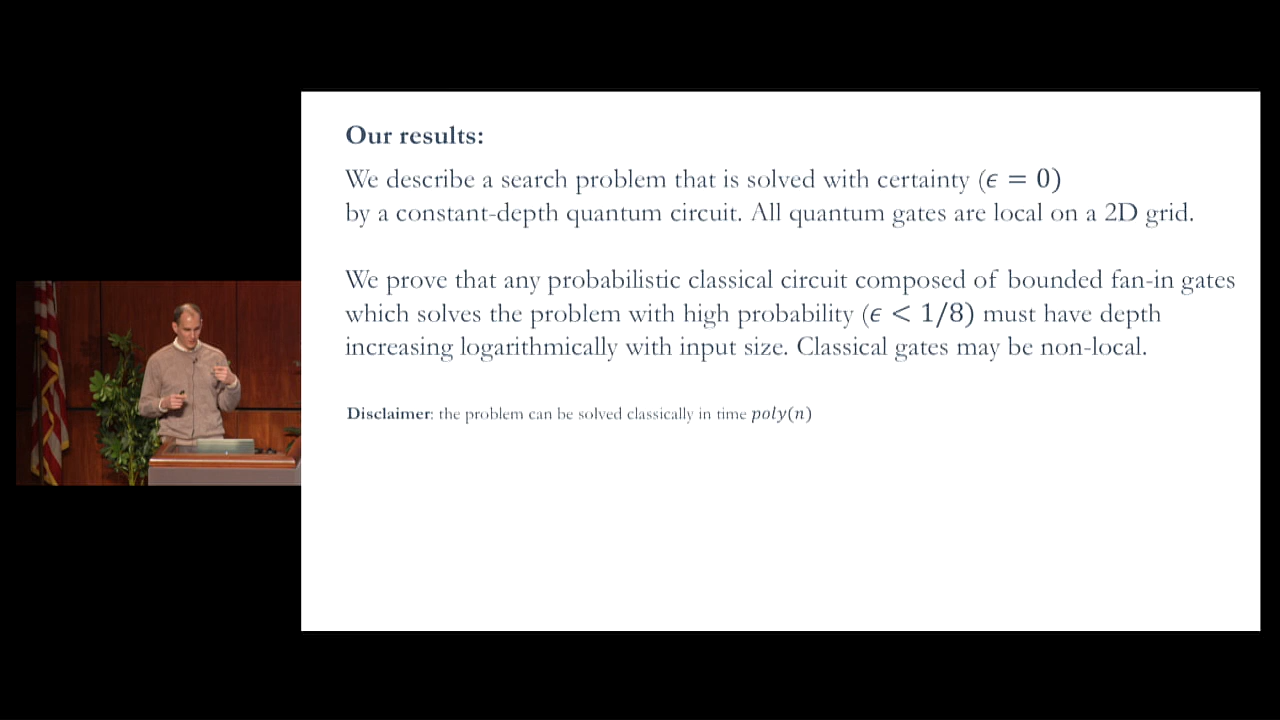 Our results:
We describe a search problem that is solved with certainty (ϵ = 0)
by a constant-depth quantum circuit. All quantum gates are local on a 2D grid.
We prove that any probabilistic classical circuit composed of bounded fan-in gates
which solves the problem with high probability (ϵ < 1/8) must have depth
increasing logarithmically with input size. Classical gates may be non-local.
Disclaimer: the problem can be solved classically in time poly(n)